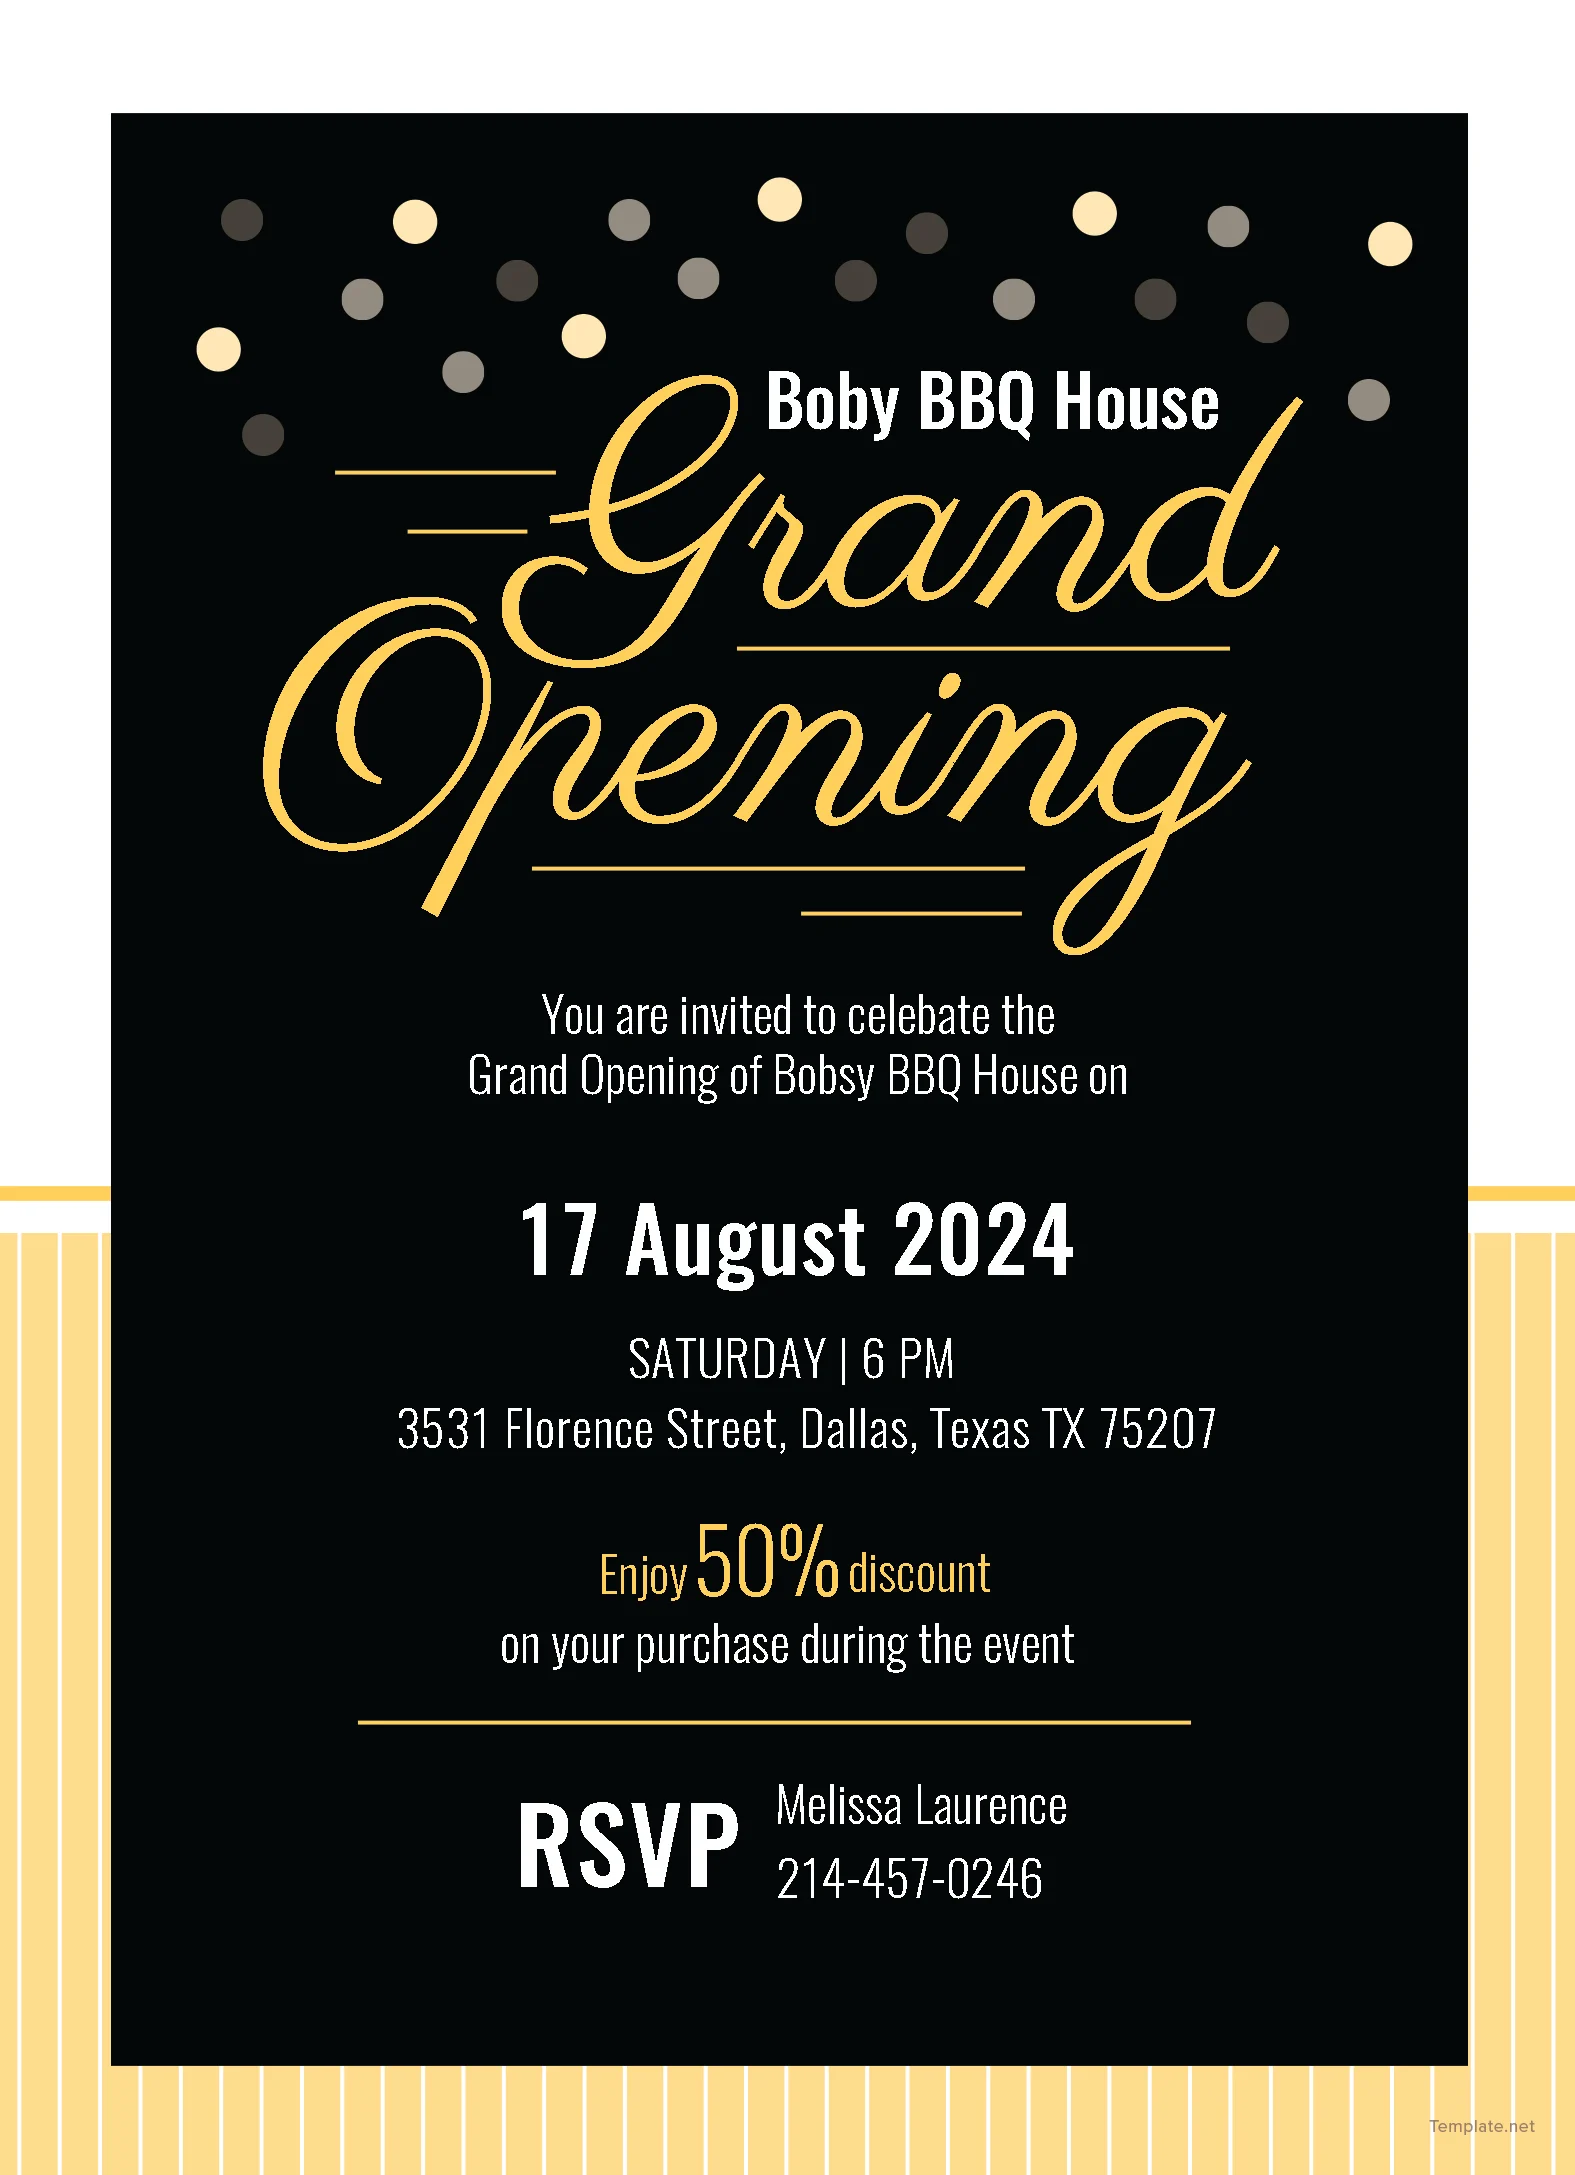 Boby BBQ House
Grand
Opening
You are invited to celebate the
Grand Opening of Bobsy BBQ House on
17 August 2024
SATURDAY | 6 PM
3531 Florence Street, Dallas, Texas TX 75207
Enjoy 50% discount
on your purchase during the event
RSVP
Melissa Laurence
214-457-0246
Template.net